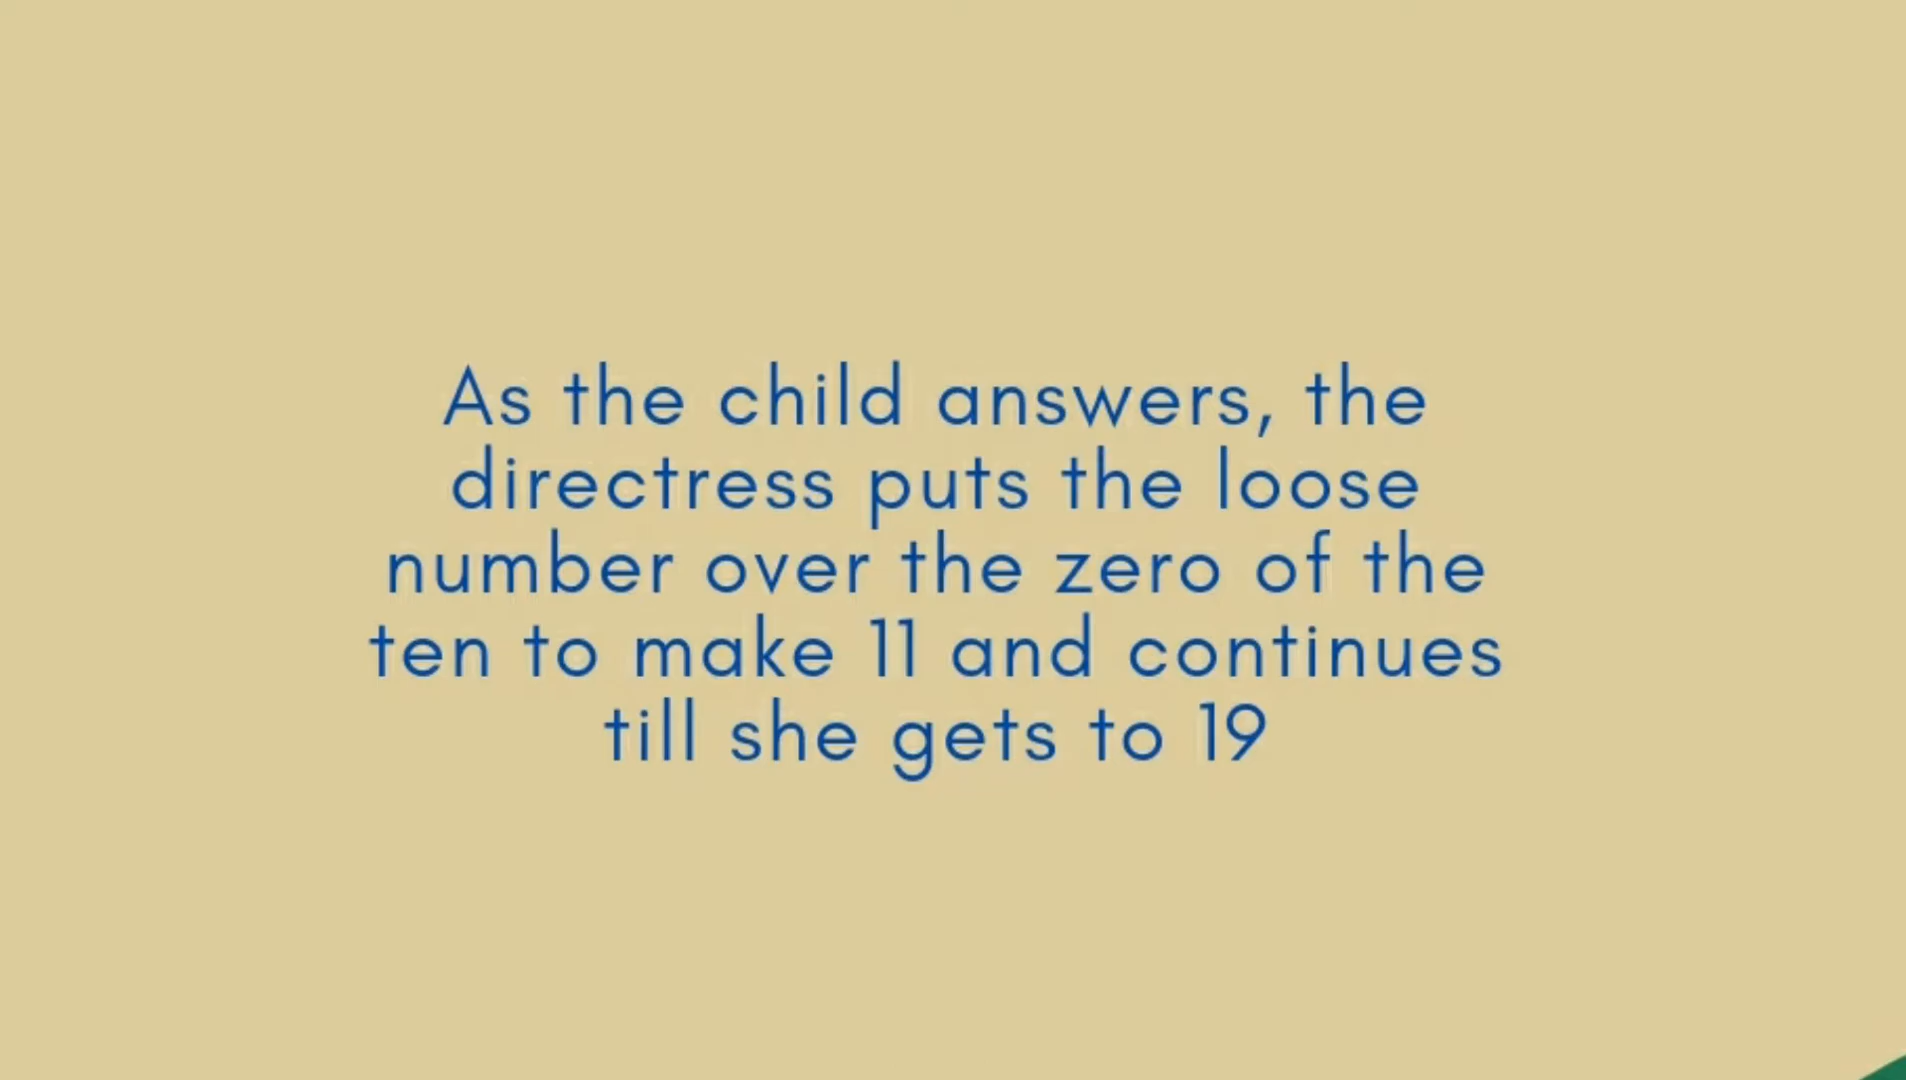 As the child answers, the
directress puts the loose
number over the zero of the
ten to make 11 and continues
till she gets to 19